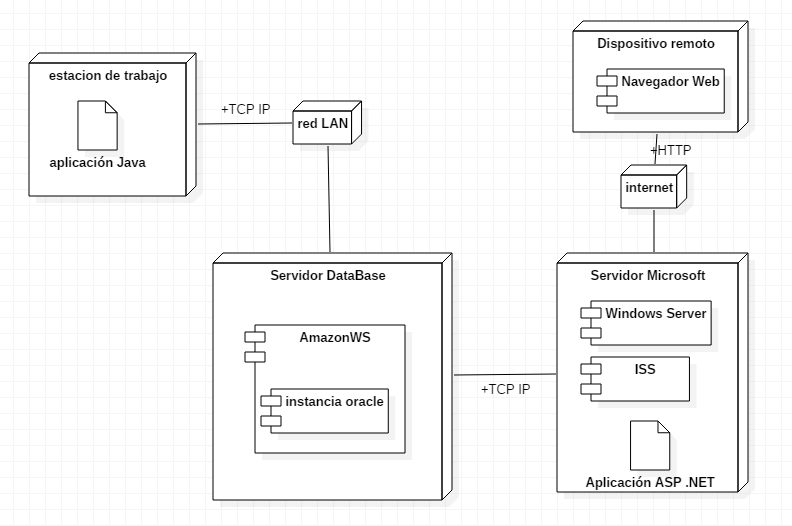 Dispositivo remoto
Navegador Web
estacion de trabajo
aplicación Java
+TCP IP
red LAN
+HTTP
internet
Servidor DataBase
AmazonWS
instancia oracle
+TCP IP
Servidor Microsoft
Windows Server
ISS
Aplicación ASP .NET